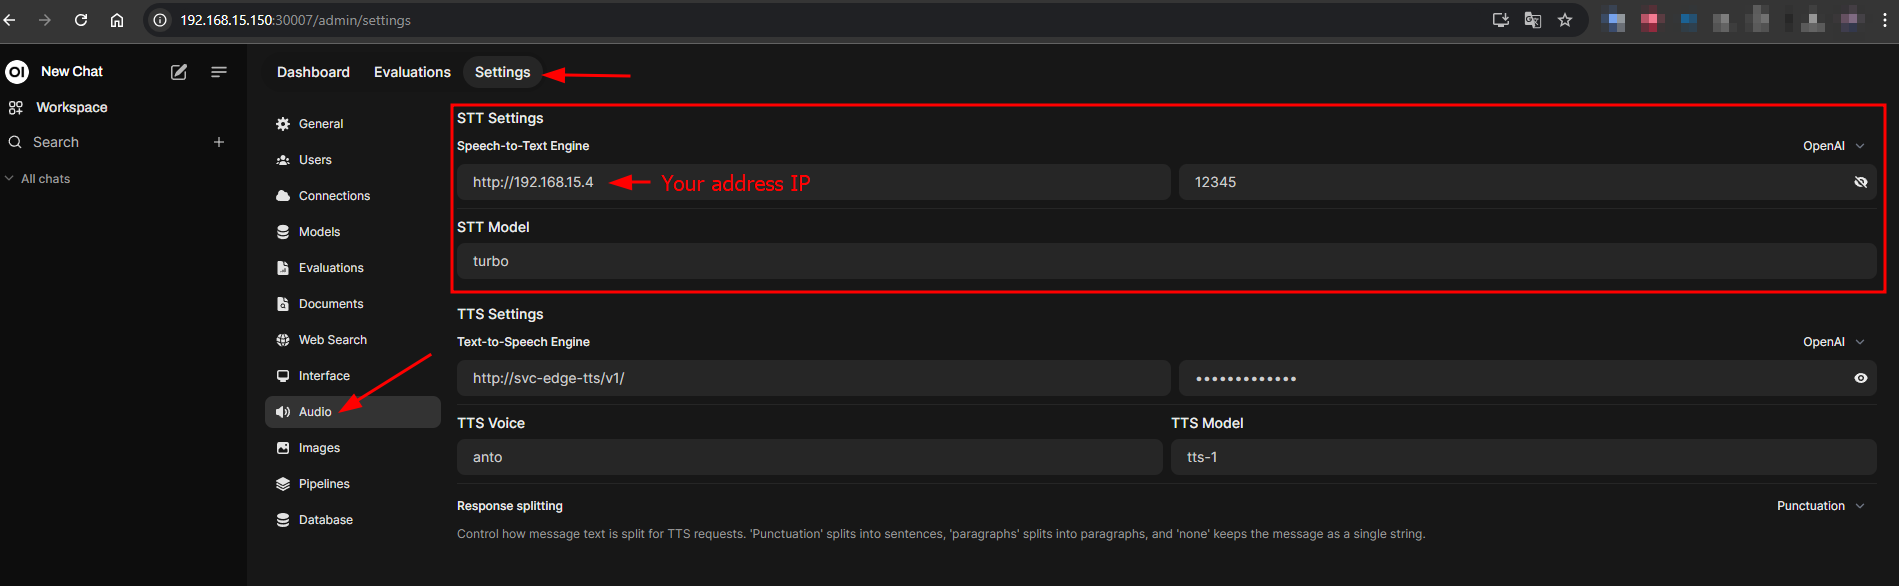 192.168.15.150:30007/admin/settings
OI New Chat
Workspace
Search +
All chats
Dashboard Evaluations Settings
General
Users
Connections
Models
Evaluations
Documents
Web Search
Interface
Audio
Images
Pipelines
Database
STT Settings
Speech-to-Text Engine OpenAI
http://192.168.15.4 Your address IP 12345
STT Model
turbo
TTS Settings
Text-to-Speech Engine OpenAI
http://svc-edge-tts/v1/ •••••••••••••
TTS Voice TTS Model
anto tts-1
Response splitting Punctuation
Control how message text is split for TTS requests. 'Punctuation' splits into sentences, 'paragraphs' splits into paragraphs, and 'none' keeps the message as a single string.